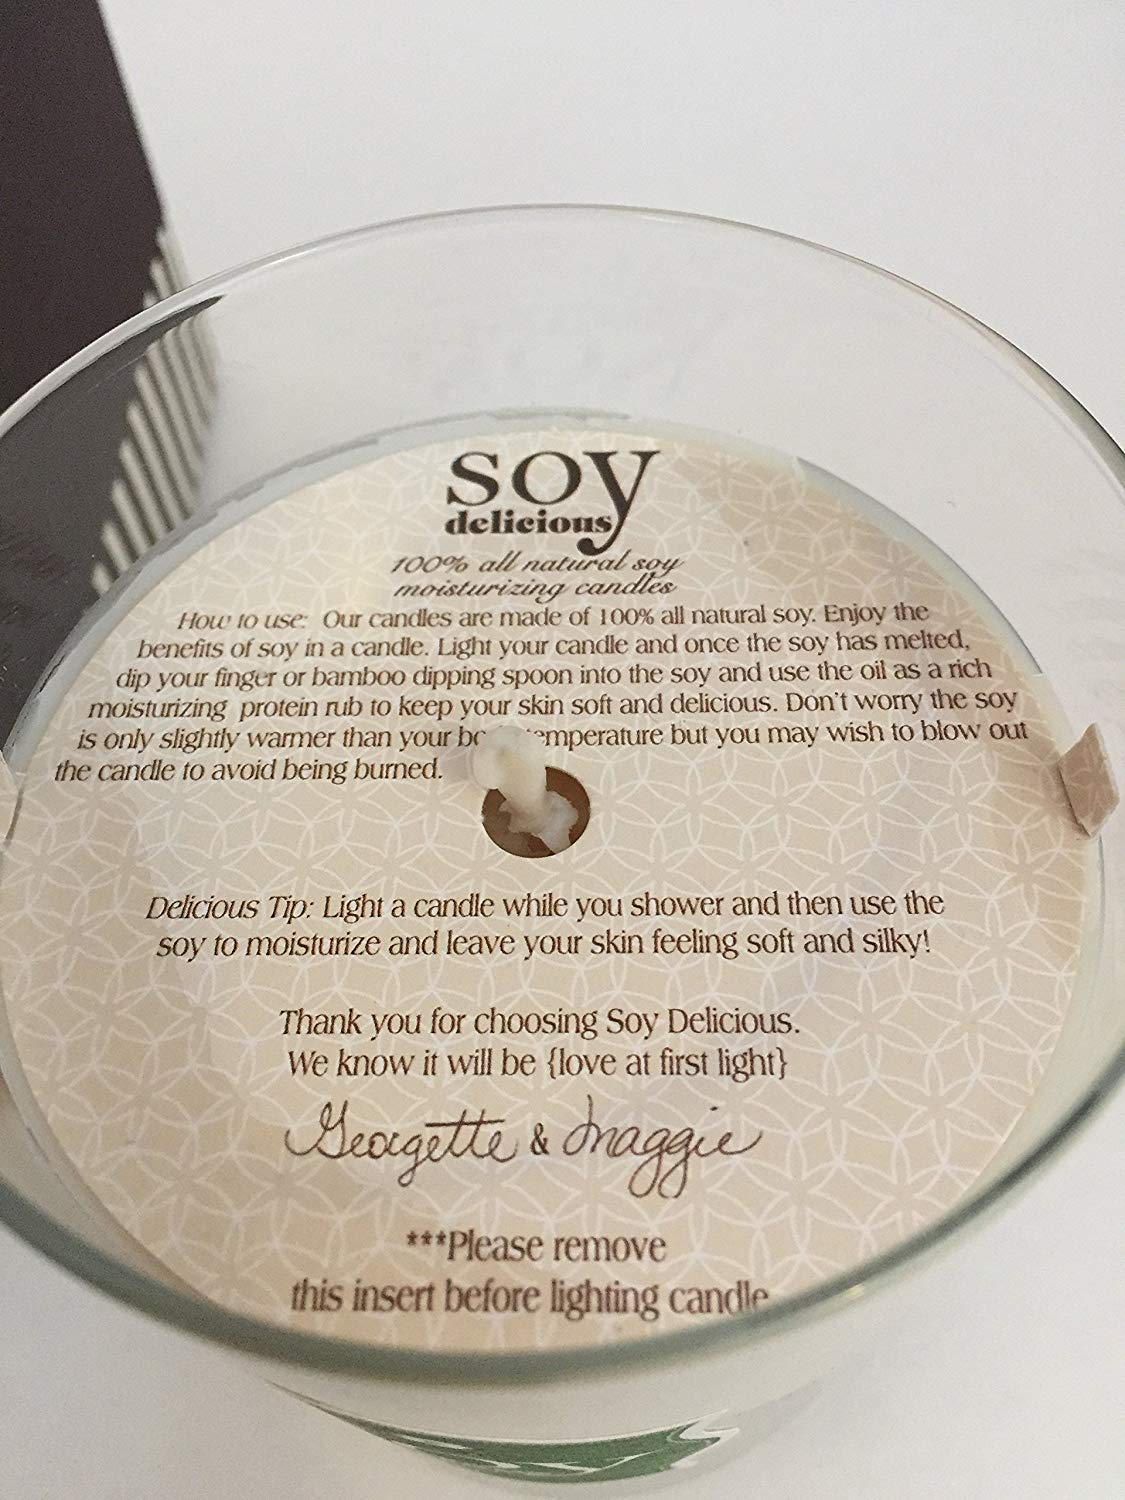 soy
delicious
100% all natural soy
moisturizing candles
How to use: Our candles are made of 100% all natural soy. Enjoy the
benefits of soy in a candle. Light your candle and once the soy has melted,
dip your finger or bamboo dipping spoon into the soy and use the oil as a rich
moisturizing protein rub to keep your skin soft and delicious. Don't worry the soy
is only slightly warmer than your temperature but you may wish to blow out
the candle to avoid being burned.
Delicious Tip: Light a candle while you shower and then use the
soy to moisturize and leave your skin feeling soft and silky!
Thank you for choosing Soy Delicious.
We know it will be {love at first light}
Georgette & Maggie
***Please remove
this insert before lighting candle